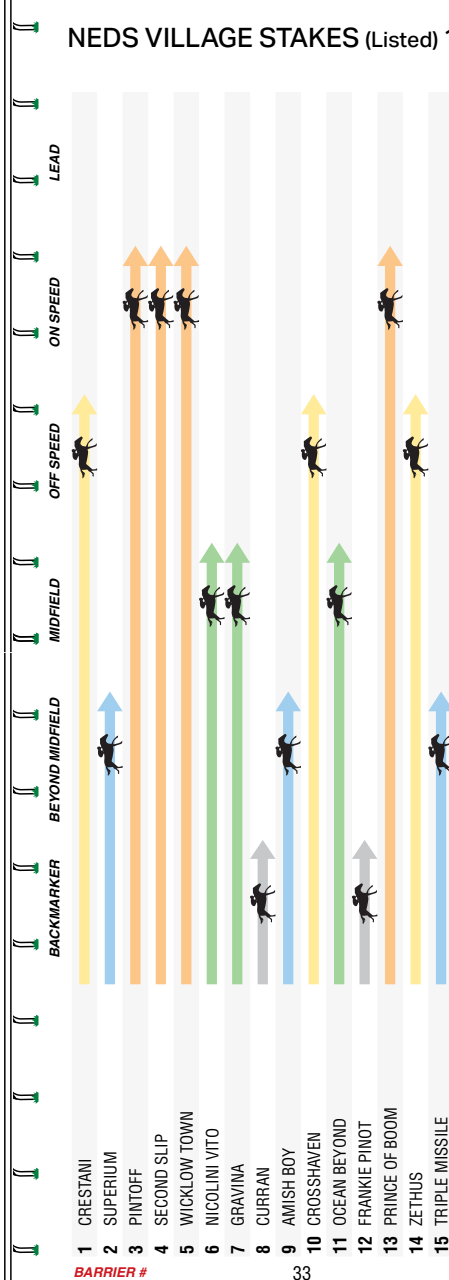 NEDS VILLAGE STAKES (Listed) 1
LEAD
ON SPEED
OFF SPEED
MIDFIELD
BEYOND MIDFIELD
BACKMARKER
1 CRESTANI
2 SUPERIUM
3 PINTOFF
4 SECOND SLIP
5 WICKLOW TOWN
6 NICOLINI VITO
7 GRAVINA
8 CURRAN
9 AMISH BOY
10 CROSSHAVEN
11 OCEAN BEYOND
12 FRANKIE PINOT
13 PRINCE OF BOOM
14 ZETHUS
15 TRIPLE MISSILE
BARRIER #
33